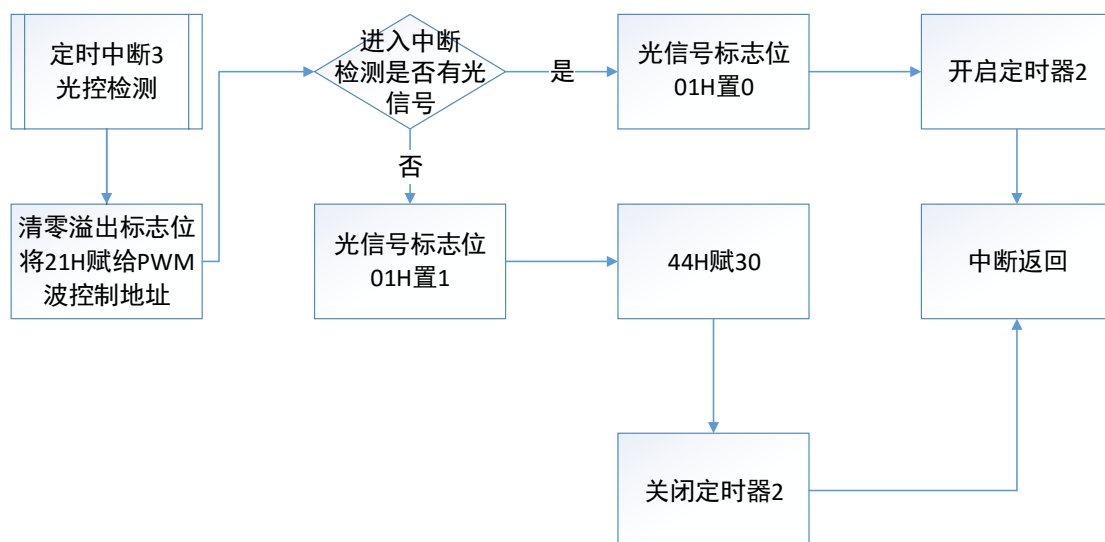 定时中断3
光控检测
进入中断
检测是否有光
信号
是
光信号标志位
01H置0
开启定时器2
否
清零溢出标志位
将21H赋给PWM
波控制地址
光信号标志位
01H置1
44H赋30
中断返回
关闭定时器2